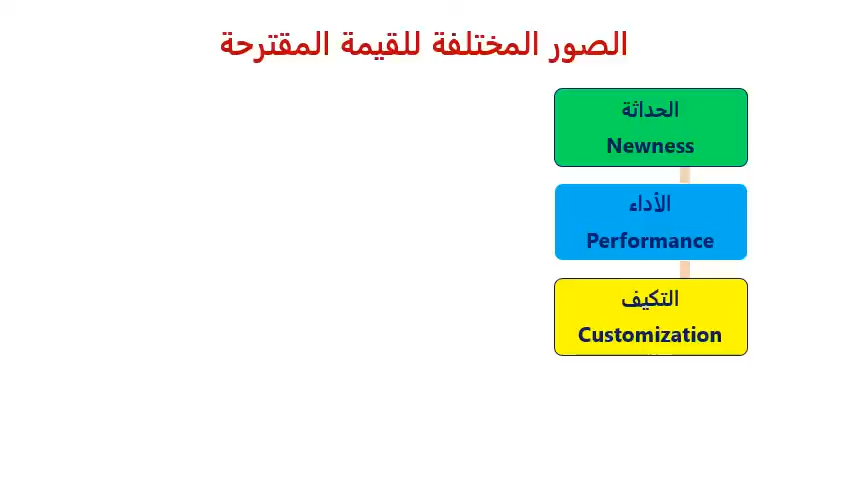 الصور المختلفة للقيمة المقترحة
الحداثة
Newness
الأداء
Performance
التكيف
Customization